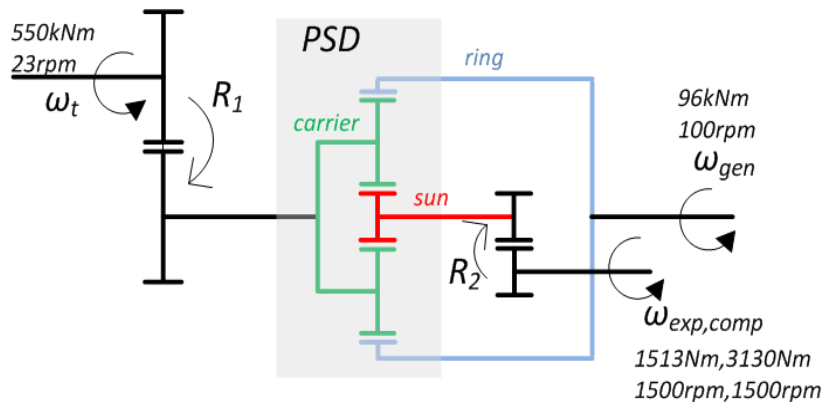 550kNm
23rpm
ω_t
R_1
PSD
carrier
ring
sun
R_2
96kNm
100rpm
ω_gen
ω_exp,comp
1513Nm,3130Nm
1500rpm,1500rpm